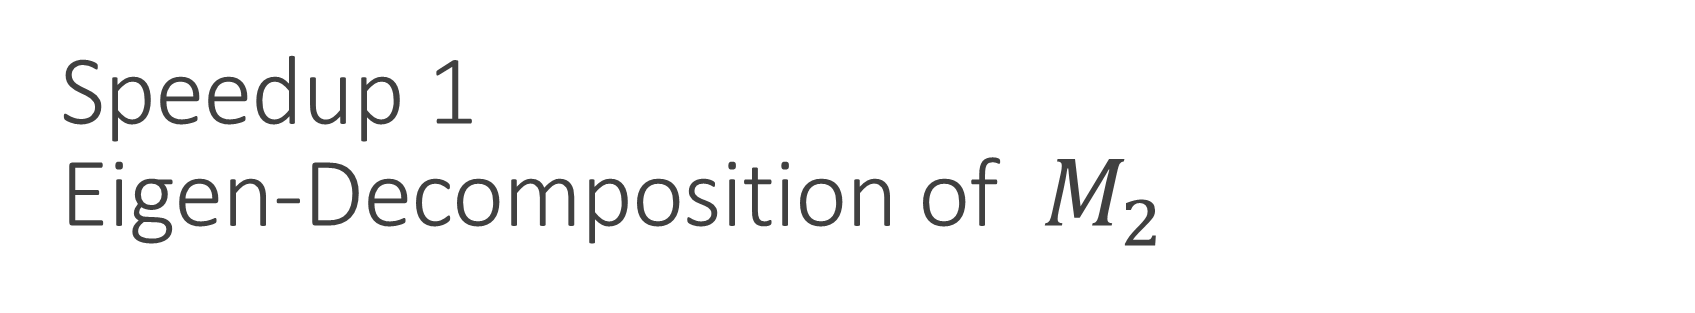 Speedup 1
Eigen-Decomposition of M₂